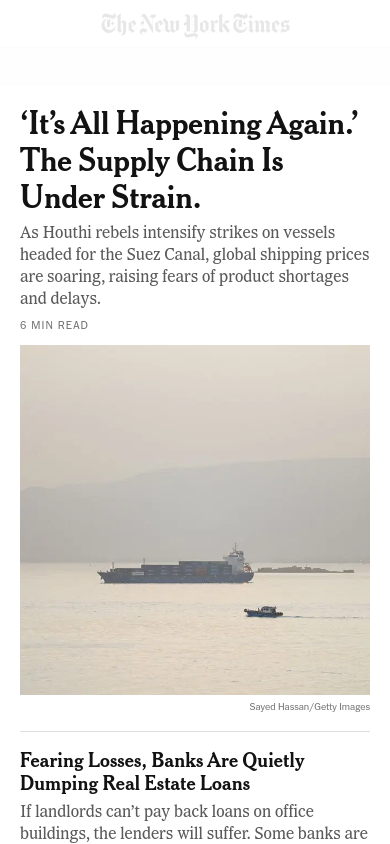 The New York Times
‘It’s All Happening Again.’
The Supply Chain Is
Under Strain.
As Houthi rebels intensify strikes on vessels
headed for the Suez Canal, global shipping prices
are soaring, raising fears of product shortages
and delays.
6 MIN READ
Sayed Hassan/Getty Images
Fearing Losses, Banks Are Quietly
Dumping Real Estate Loans
If landlords can’t pay back loans on office
buildings, the lenders will suffer. Some banks are